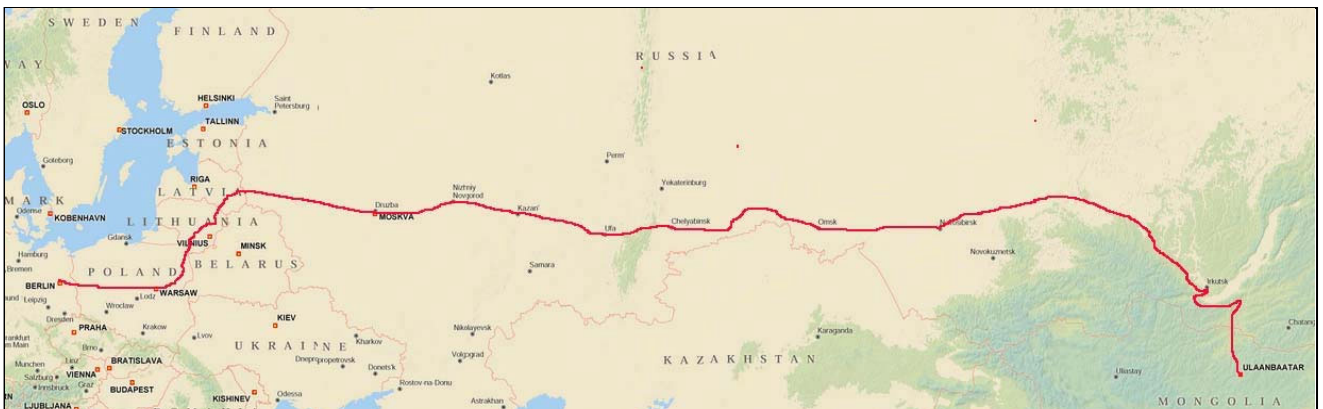 SWEDEN
FINLAND
WAY
RUSSIA
Kotlas
OSLO
HELSINKI
Saint
Petersburg
STOCKHOLM
TALLINN
ESTONIA
Goteborg
Perm'
RIGA
LATVIA
Yekaterinburg
Nizhniy
Novgorod
MARK
Odense
KOBENHAVN
Druzba
MOSKVA
Kazan'
LITHUANIA
Chelyabinsk
Omsk
Ufa
VILNIUS
Gdansk
MINSK
Novokuznetsk
Hamburg
Bremen
POLAND
BELARUS
Samara
BERLIN
Irkutsk
WARSAW
Lodz
Leipzig
Wroclaw
Dresden
PRAHA
Krakow
KIEV
Lvov
Nikolayevsk
Karaganda
Chatang
UKRAINE
Kharkov
Brno
Munchen
Linz
BRATISLAVA
Volgograd
KAZAKHSTAN
Donets'k
VIENNA
Salzburg
Innsbruck
Graz
BUDAPEST
Rostov-na-Donu
ULAANBAATAR
Uliastay
KISHINEV
Odessa
Astrakhan
LJUBLJANA
MONGOLIA